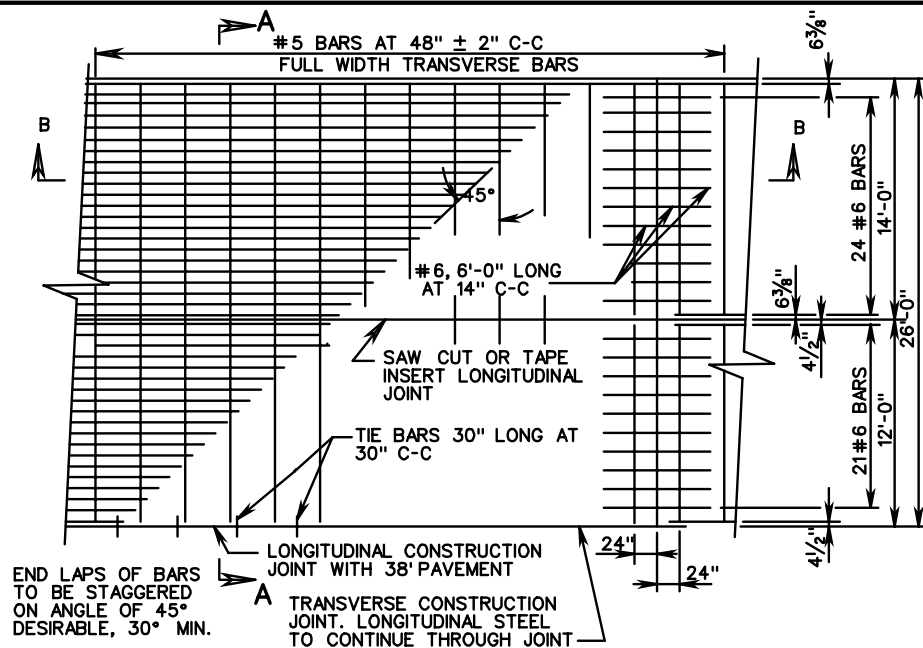 A
#5 BARS AT 48" ± 2" C-C
FULL WIDTH TRANSVERSE BARS
6⅜"
B
B
45°
24 #6 BARS
14'-0"
#6, 6'-0" LONG
AT 14" C-C
6⅜"
4½"
26'-0"
SAW CUT OR TAPE
INSERT LONGITUDINAL
JOINT
TIE BARS 30" LONG AT
30" C-C
21#6 BARS
12'-0"
4½"
24"
24"
LONGITUDINAL CONSTRUCTION
JOINT WITH 38' PAVEMENT
A
END LAPS OF BARS
TO BE STAGGERED
ON ANGLE OF 45°
DESIRABLE, 30° MIN.
TRANSVERSE CONSTRUCTION
JOINT. LONGITUDINAL STEEL
TO CONTINUE THROUGH JOINT